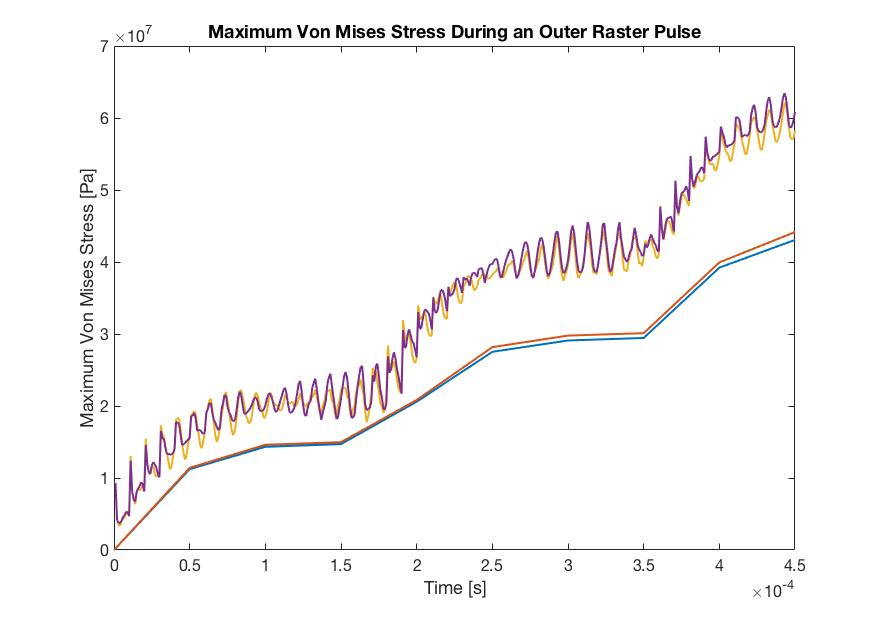 Maximum Von Mises Stress During an Outer Raster Pulse
×10⁷
7
6
5
4
3
2
1
0
Maximum Von Mises Stress [Pa]
0 0.5 1 1.5 2 2.5 3 3.5 4 4.5
Time [s]
×10⁻⁴